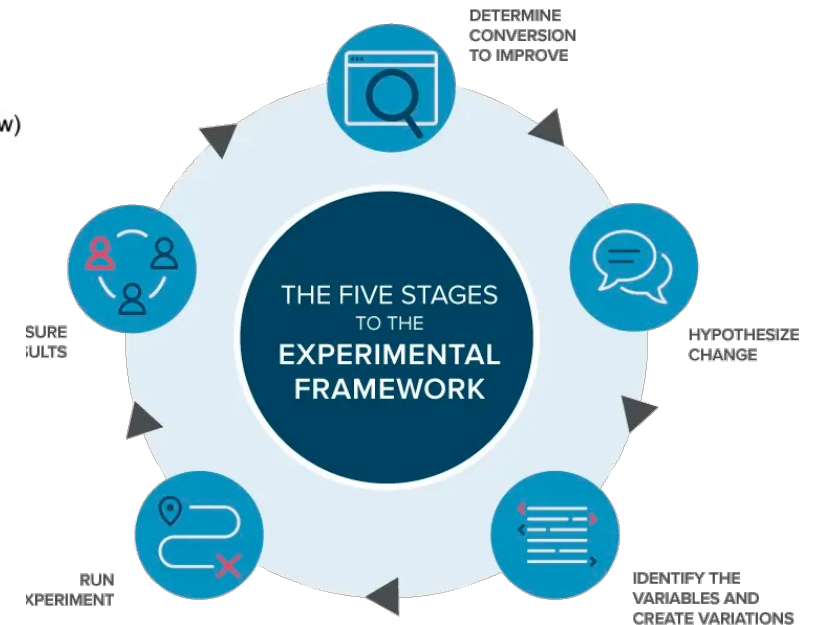 DETERMINE
CONVERSION
TO IMPROVE
w)
THE FIVE STAGES
TO THE
EXPERIMENTAL
FRAMEWORK
HYPOTHESIZE
CHANGE
SURE
ULTS
RUN
XPERIMENT
IDENTIFY THE
VARIABLES AND
CREATE VARIATIONS